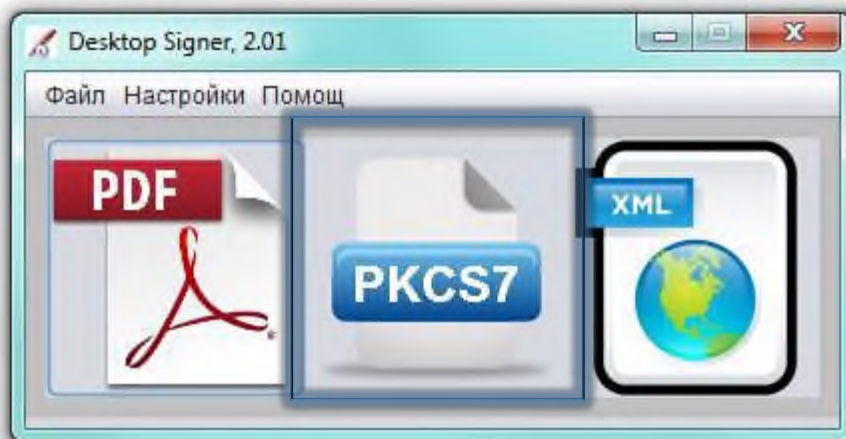 Desktop Signer, 2.01
Файл Настройки Помощ
PDF
PKCS7
XML